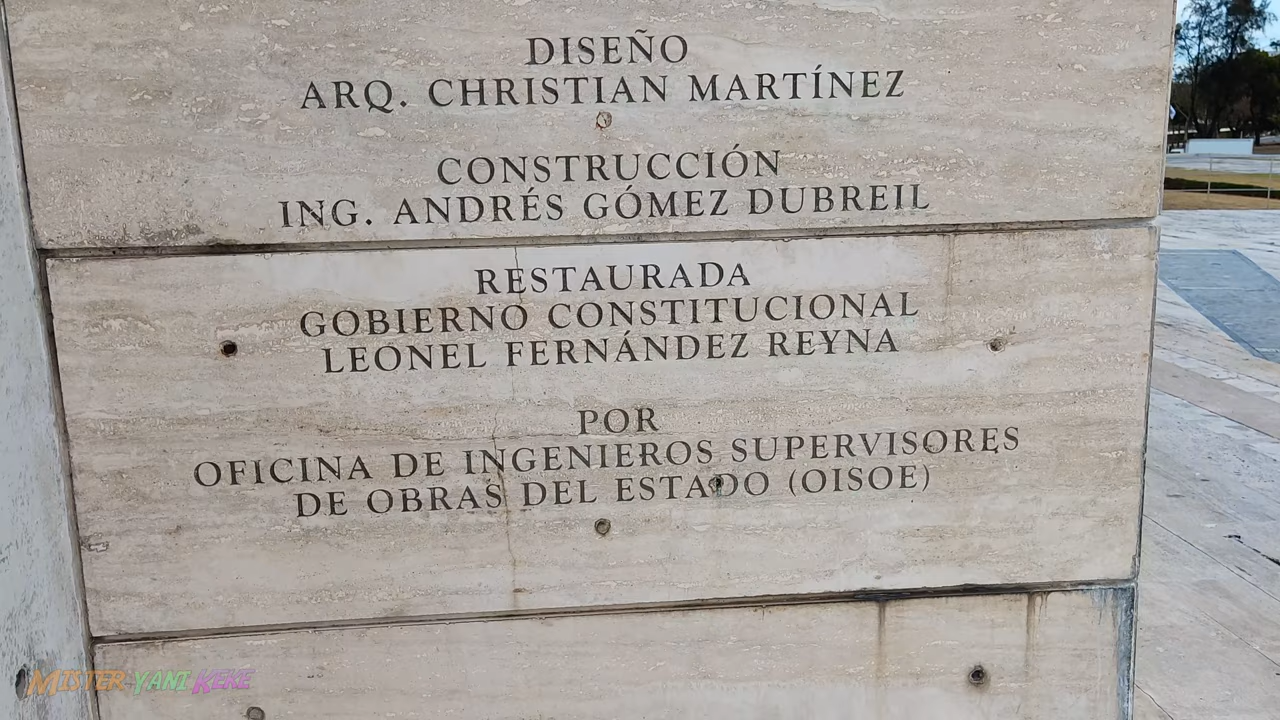 DISEÑO
ARQ. CHRISTIAN MARTÍNEZ
CONSTRUCCIÓN
ING. ANDRÉS GÓMEZ DUBREIL
RESTAURADA
GOBIERNO CONSTITUCIONAL
LEONEL FERNÁNDEZ REYNA
POR
OFICINA DE INGENIEROS SUPERVISORES
DE OBRAS DEL ESTADO (OISOE)
MISTER YANI KEKE